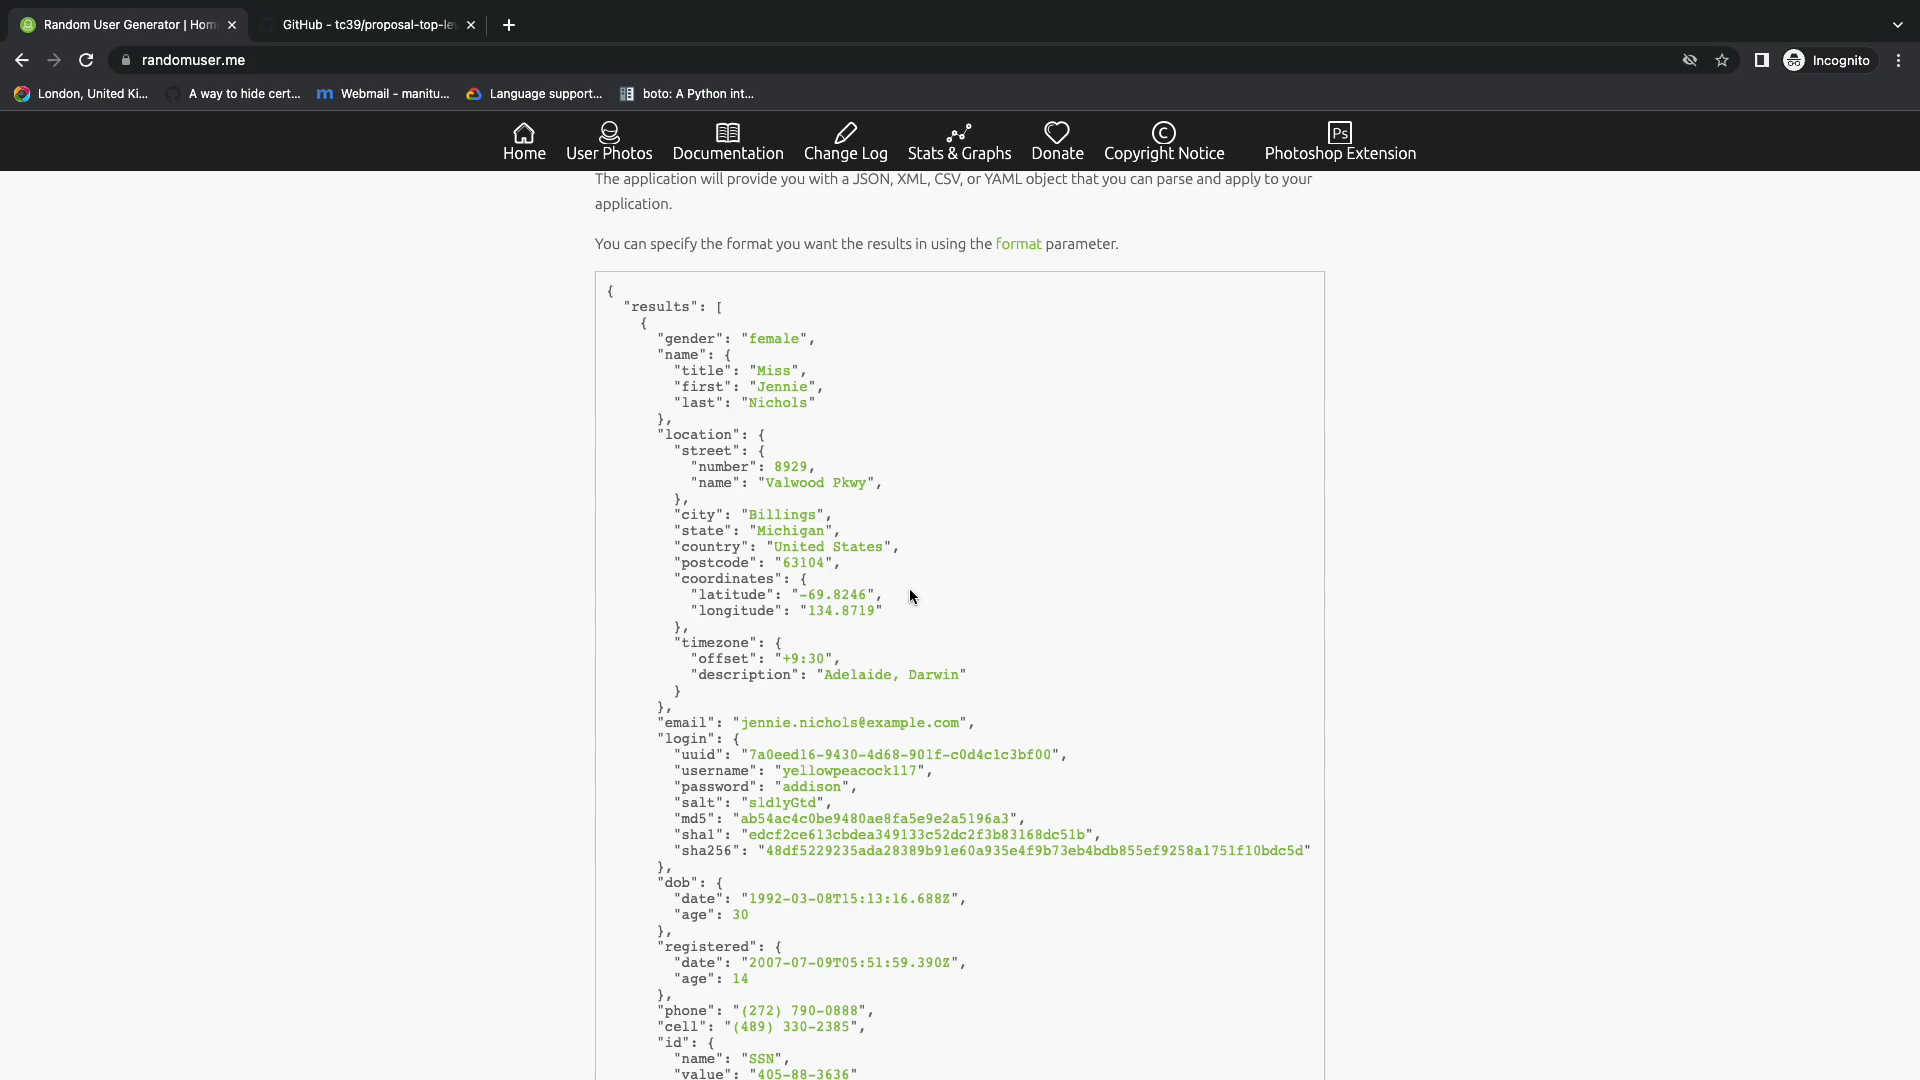 Random User Generator | Hom
GitHub - tc39/proposal-top-le
randomuser.me
Incognito
London, United Ki...
A way to hide cert...
Webmail - manitu...
Language support...
boto: A Python int...
Home
User Photos
Documentation
Change Log
Stats & Graphs
Donate
Copyright Notice
Ps
Photoshop Extension
The application will provide you with a JSON, XML, CSV, or YAML object that you can parse and apply to your
application.
You can specify the format you want the results in using the format parameter.
{
"results": [
{
"gender": "female",
"name": {
"title": "Miss",
"first": "Jennie",
"last": "Nichols"
},
"location": {
"street": {
"number": 8929,
"name": "Valwood Pkwy",
},
"city": "Billings",
"state": "Michigan",
"country": "United States",
"postcode": "63104",
"coordinates": {
"latitude": "-69.8246",
"longitude": "134.8719"
},
"timezone": {
"offset": "+9:30",
"description": "Adelaide, Darwin"
}
},
"email": "jennie.nichols@example.com",
"login": {
"uuid": "7a0eed16-9430-4d68-901f-c0d4c1c3bf00",
"username": "yellowpeacock117",
"password": "addison",
"salt": "sld1yGtd",
"md5": "ab54ac4c0be9480ae8fa5e9e2a5196a3",
"sha1": "edcf2ce613cbdea349133c52dc2f3b83168dc51b",
"sha256": "48df5229235ada28389b91e60a935e4f9b73eb4bdb855ef9258a1751f10bdc5d"
},
"dob": {
"date": "1992-03-08T15:13:16.688Z",
"age": 30
},
"registered": {
"date": "2007-07-09T05:51:59.390Z",
"age": 14
},
"phone": "(272) 790-0888",
"cell": "(489) 330-2385",
"id": {
"name": "SSN",
"value": "405-88-3636"